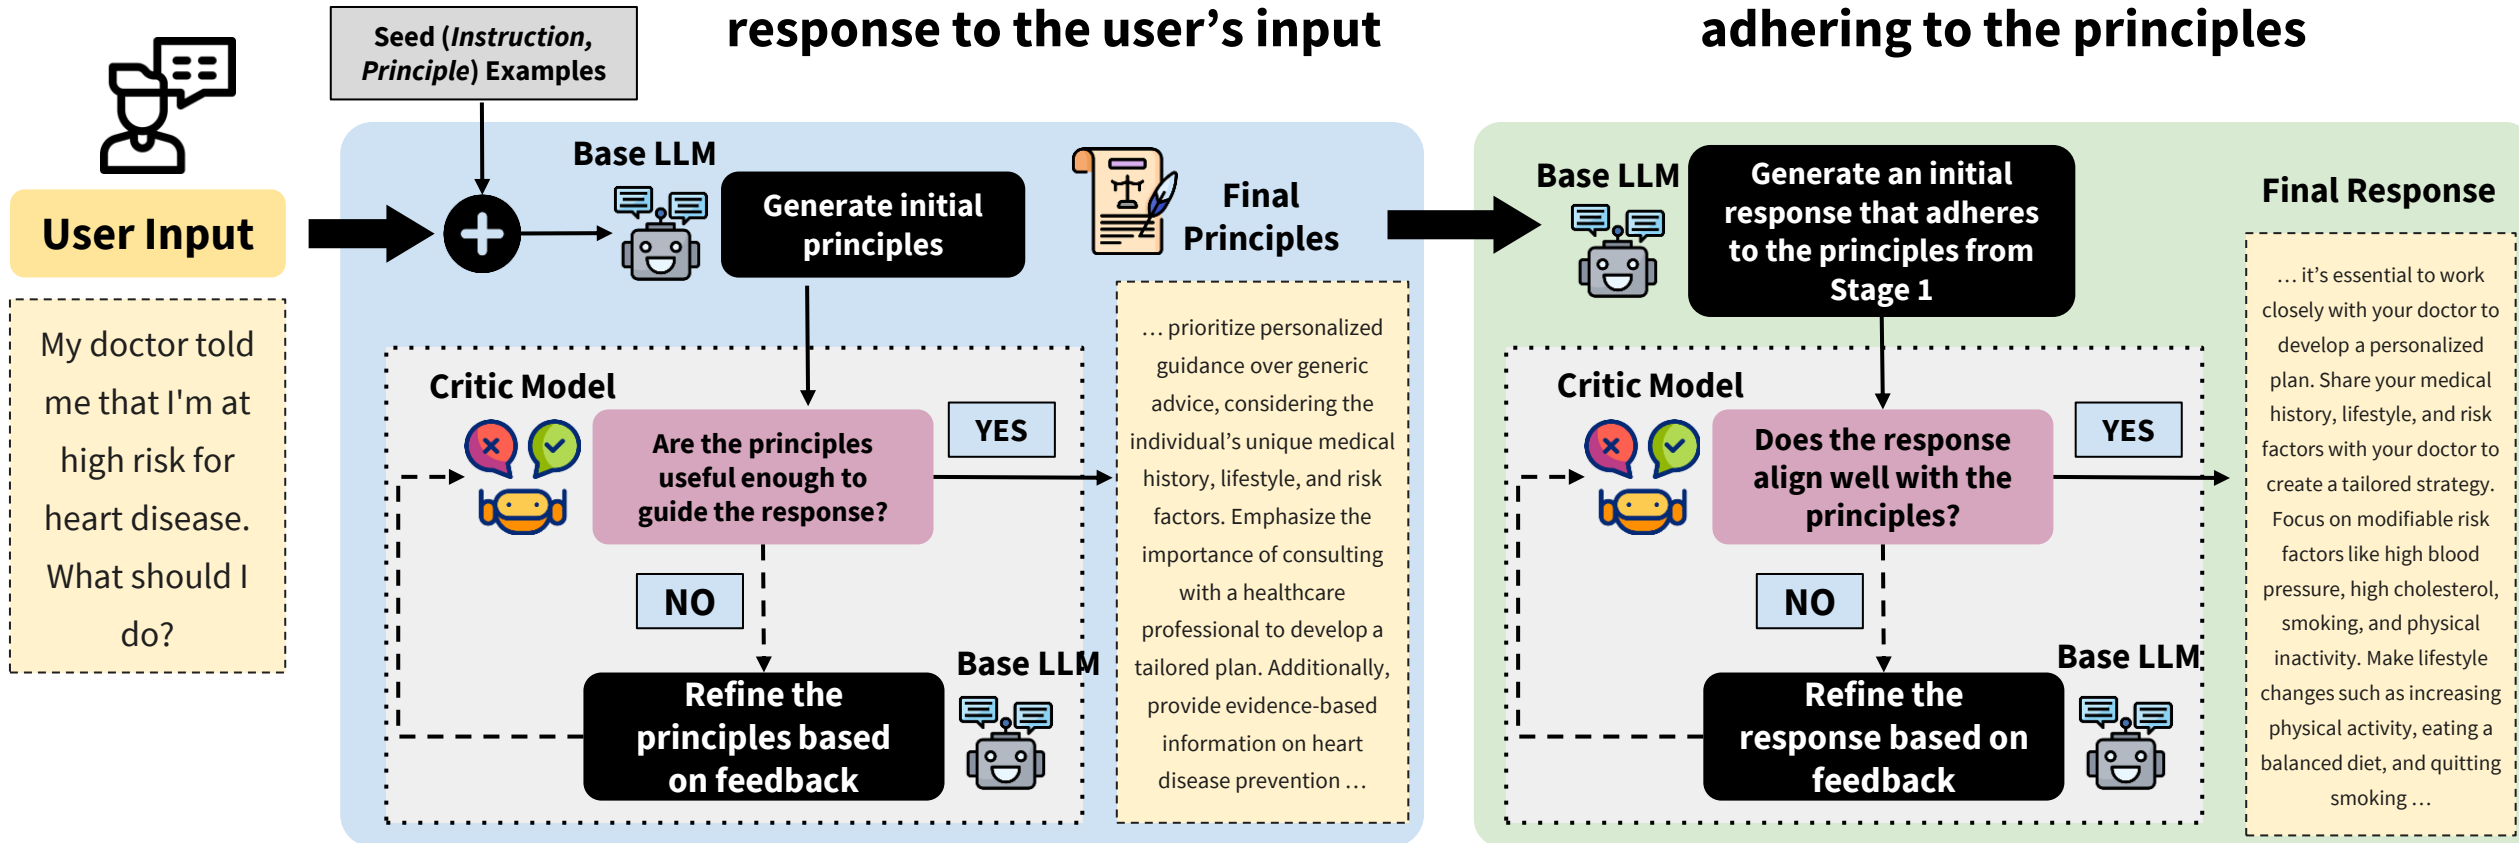 response to the user's input
adhering to the principles
Seed (Instruction,
Principle) Examples
User Input
My doctor told
me that I'm at
high risk for
heart disease.
What should I
do?
Base LLM
Generate initial
principles
Final
Principles
Critic Model
Are the principles
useful enough to
guide the response?
YES
NO
Base LLM
Refine the
principles based
on feedback
… prioritize personalized
guidance over generic
advice, considering the
individual's unique medical
history, lifestyle, and risk
factors. Emphasize the
importance of consulting
with a healthcare
professional to develop a
tailored plan. Additionally,
provide evidence-based
information on heart
disease prevention …
Base LLM
Generate an initial
response that adheres
to the principles from
Stage 1
Critic Model
Does the response
align well with the
principles?
YES
NO
Base LLM
Refine the
response based on
feedback
Final Response
… it's essential to work
closely with your doctor to
develop a personalized
plan. Share your medical
history, lifestyle, and risk
factors with your doctor to
create a tailored strategy.
Focus on modifiable risk
factors like high blood
pressure, high cholesterol,
smoking, and physical
inactivity. Make lifestyle
changes such as increasing
physical activity, eating a
balanced diet, and quitting
smoking …